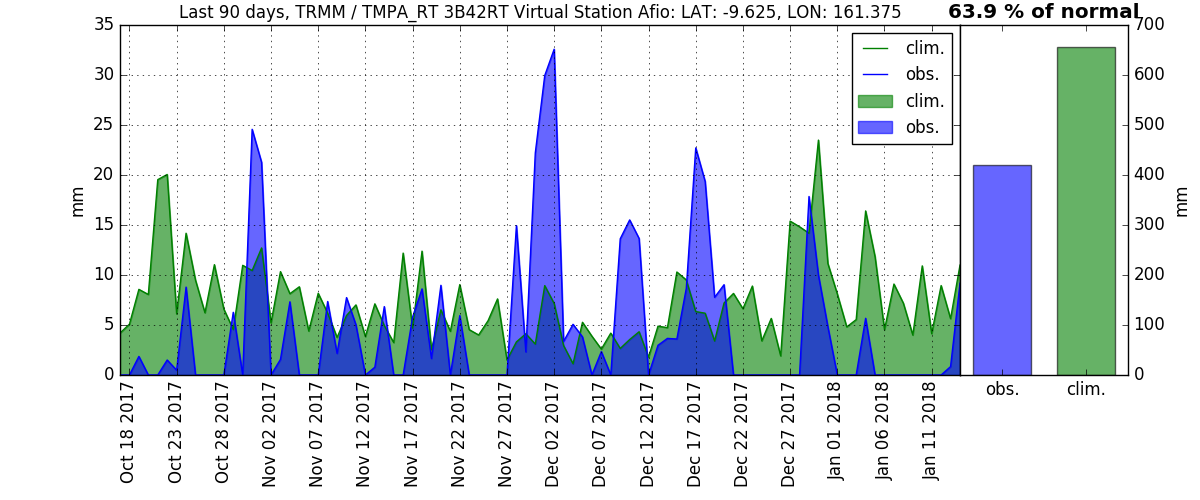 Last 90 days, TRMM / TMPA_RT 3B42RT Virtual Station Afio: LAT: -9.625, LON: 161.375
63.9 % of normal
35
30
25
20
15
10
5
0
mm
clim.
obs.
clim.
obs.
Oct 18 2017
Oct 23 2017
Oct 28 2017
Nov 02 2017
Nov 07 2017
Nov 12 2017
Nov 17 2017
Nov 22 2017
Nov 27 2017
Dec 02 2017
Dec 07 2017
Dec 12 2017
Dec 17 2017
Dec 22 2017
Dec 27 2017
Jan 01 2018
Jan 06 2018
Jan 11 2018
700
600
500
400
300
200
100
0
mm
obs.
clim.